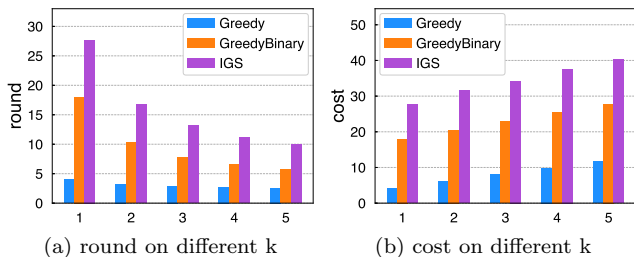 round
30
25
20
15
10
5
0
Greedy
GreedyBinary
IGS
1 2 3 4 5
(a) round on different k
cost
50
40
30
20
10
0
Greedy
GreedyBinary
IGS
1 2 3 4 5
(b) cost on different k